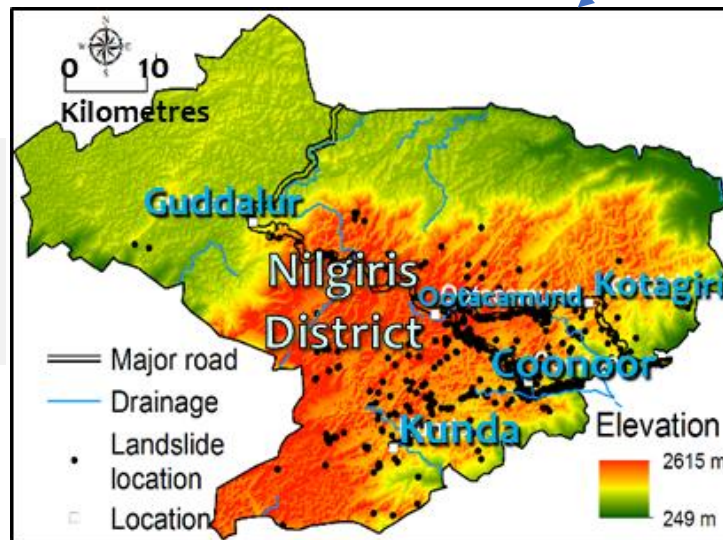 N
W E
S
0 10
Kilometres
Guddalur
Nilgiris
District
Ootacamund
Kotagiri
Coonoor
Kunda
Major road
Drainage
Landslide
location
Location
Elevation
2615 m
249 m